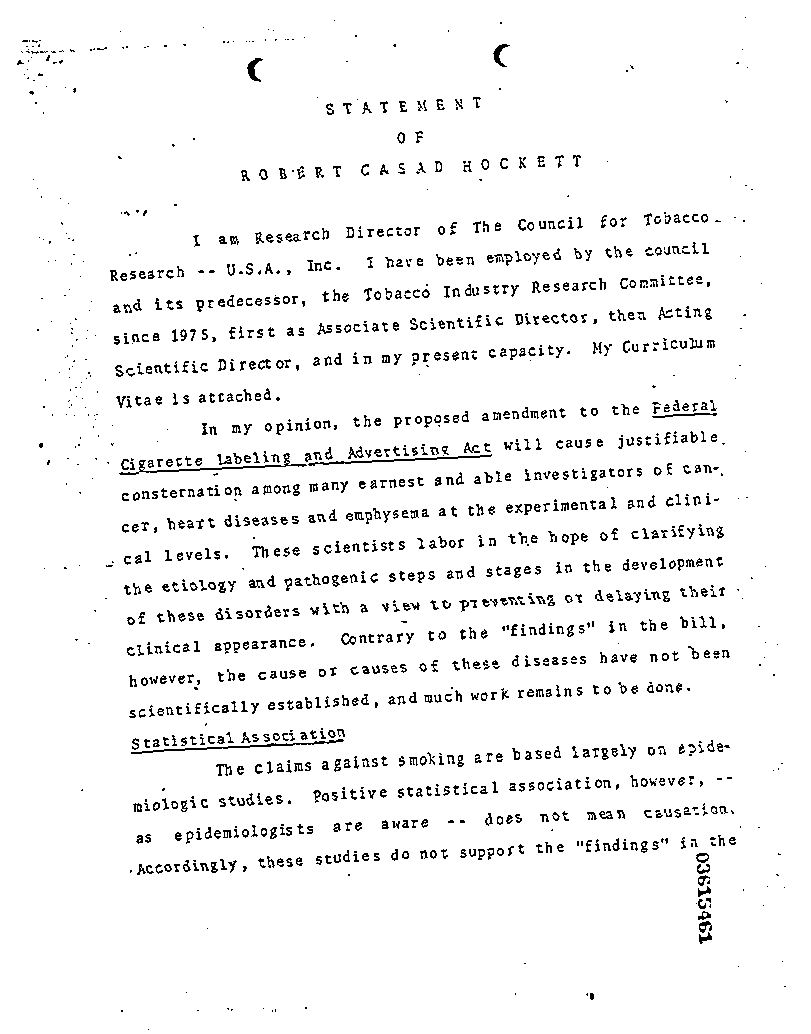 STATEMENT
OF
ROBERT CASAD HOCKETT
I am Research Director of The Council for Tobacco
Research -- U.S.A., Inc. I have been employed by the council
and its predecessor, the Tobacco Industry Research Committee,
since 1975, first as Associate Scientific Director, then Acting
Scientific Director, and in my present capacity. My Curriculum
Vitae is attached.
In my opinion, the proposed amendment to the Federal
Cigarette Labeling and Advertising Act will cause justifiable
consternation among many earnest and able investigators of can-
cer, heart diseases and emphysema at the experimental and clini-
cal levels. These scientists labor in the hope of clarifying
the etiology and pathogenic steps and stages in the development
of these disorders with a view to preventing or delaying their
clinical appearance. Contrary to the "findings" in the bill,
however, the cause or causes of these diseases have not been
scientifically established, and much work remains to be done.
Statistical Association
The claims against smoking are based largely on epide-
miologic studies. Positive statistical association, however, --
as epidemiologists are aware -- does not mean causation.
Accordingly, these studies do not support the "findings" in the
03615461